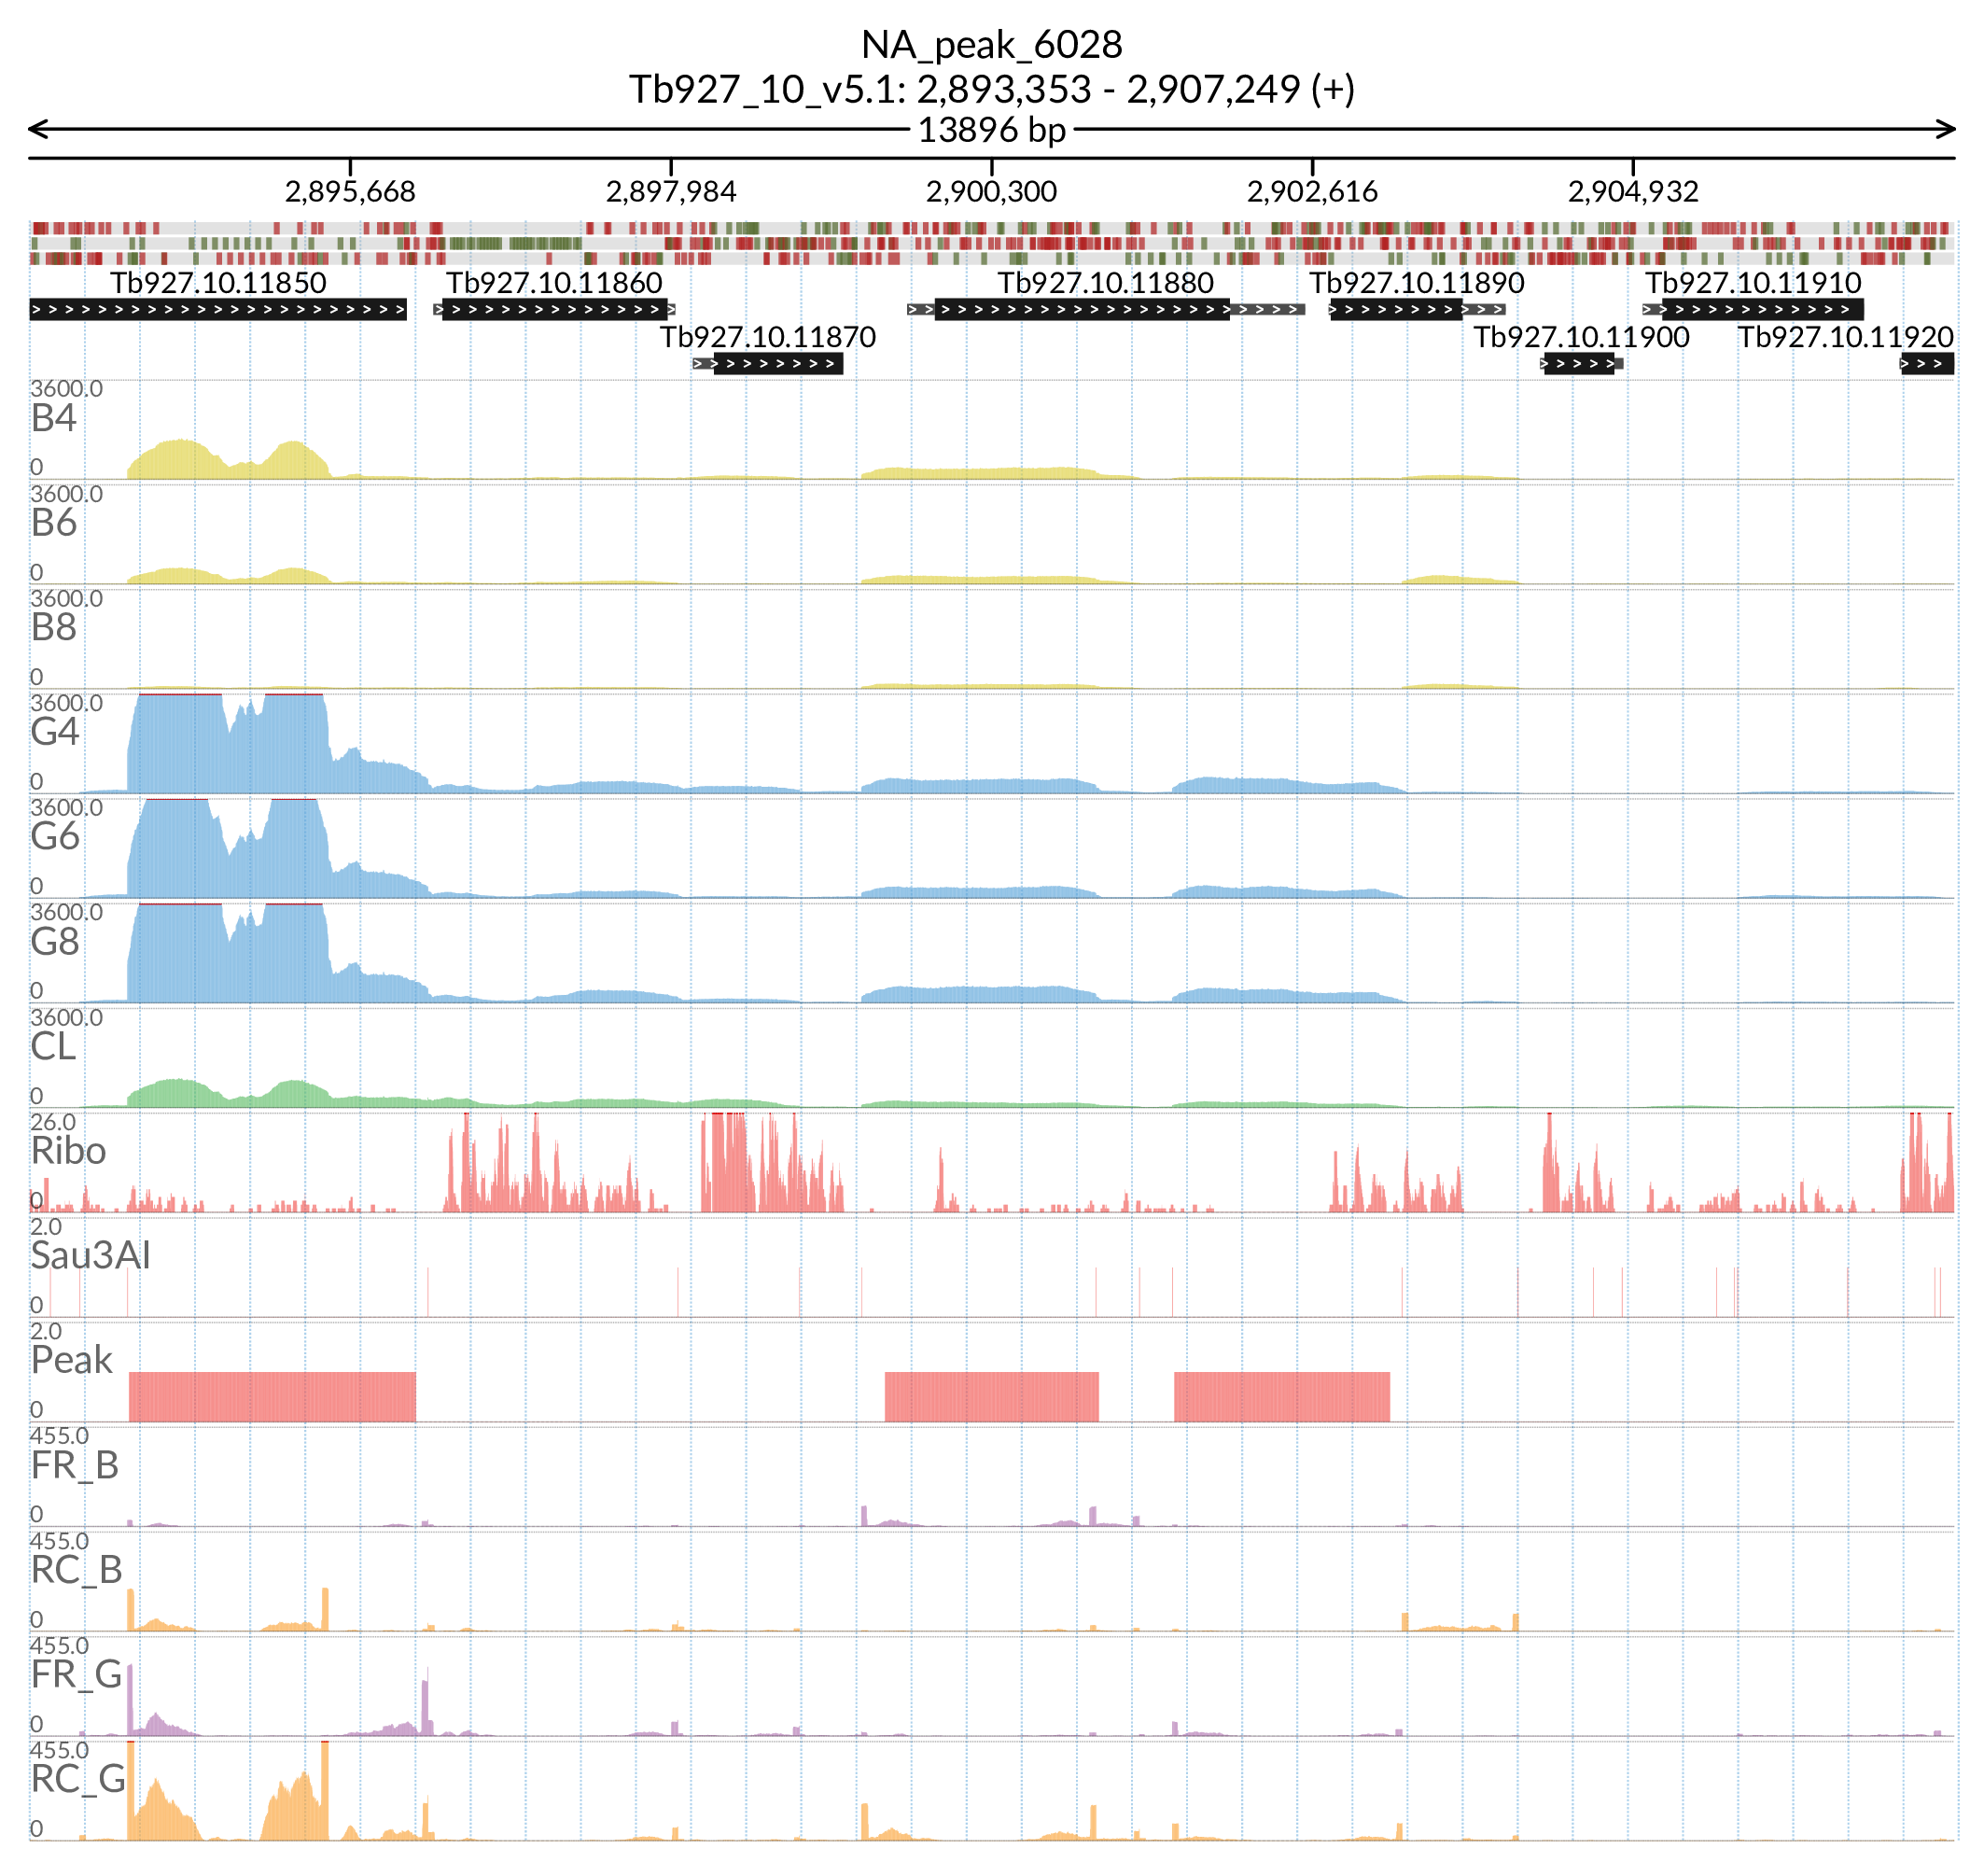 NA_peak_6028
Tb927_10_v5.1: 2,893,353 - 2,907,249 (+)
13896 bp
2,895,668 2,897,984 2,900,300 2,902,616 2,904,932
Tb927.10.11850 Tb927.10.11860 Tb927.10.11880 Tb927.10.11890 Tb927.10.11910
Tb927.10.11870 Tb927.10.11900 Tb927.10.11920
3600.0
B4
0
3600.0
B6
0
3600.0
B8
0
3600.0
G4
0
3600.0
G6
0
3600.0
G8
0
3600.0
CL
0
26.0
Ribo
0
2.0
Sau3AI
0
2.0
Peak
0
455.0
FR_B
0
455.0
RC_B
0
455.0
FR_G
0
455.0
RC_G
0